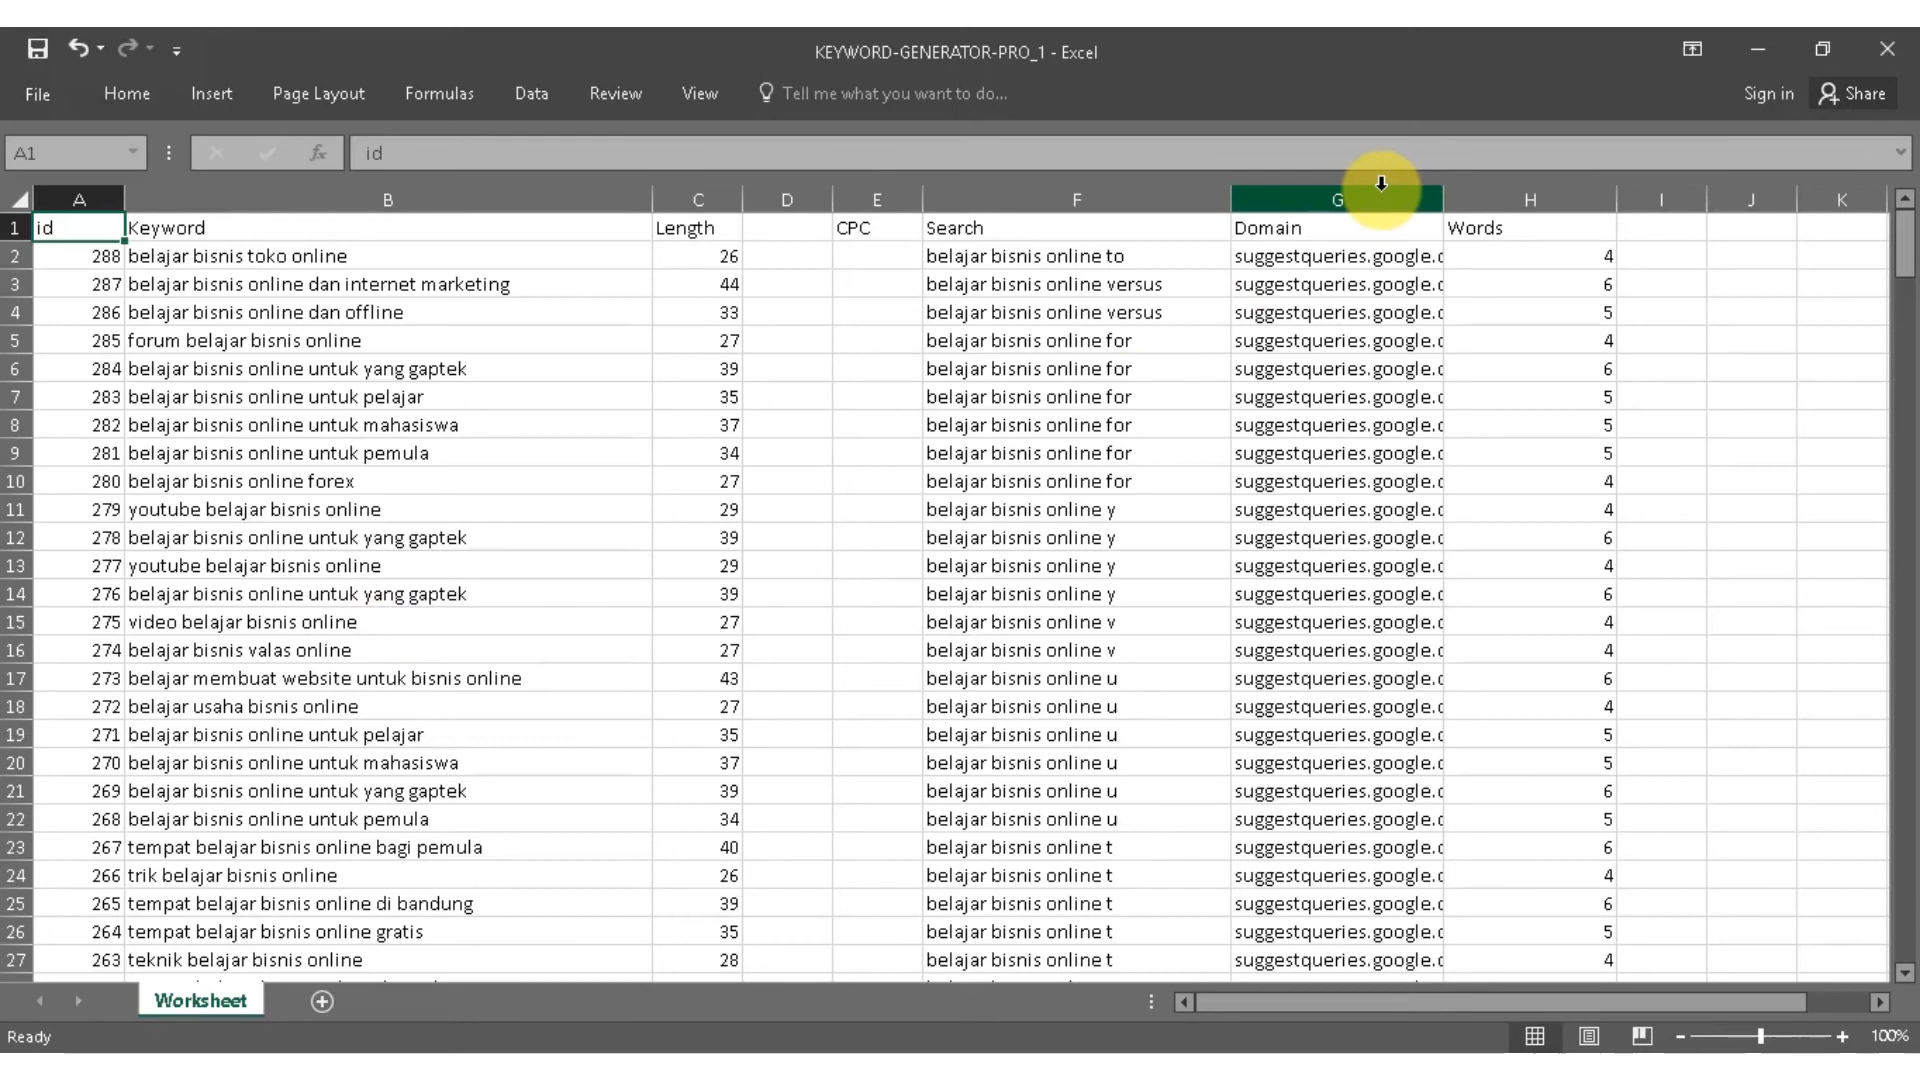 KEYWORD-GENERATOR-PRO_1 - Excel
File Home Insert Page Layout Formulas Data Review View Tell me what you want to do... Sign in Share
A1 fx id
A B C D E F G H I J K
1 id Keyword Length CPC Search Domain Words
2 288 belajar bisnis toko online 26 belajar bisnis online to suggestqueries.google.c 4
3 287 belajar bisnis online dan internet marketing 44 belajar bisnis online versus suggestqueries.google.c 6
4 286 belajar bisnis online dan offline 33 belajar bisnis online versus suggestqueries.google.c 5
5 285 forum belajar bisnis online 27 belajar bisnis online for suggestqueries.google.c 4
6 284 belajar bisnis online untuk yang gaptek 39 belajar bisnis online for suggestqueries.google.c 6
7 283 belajar bisnis online untuk pelajar 35 belajar bisnis online for suggestqueries.google.c 5
8 282 belajar bisnis online untuk mahasiswa 37 belajar bisnis online for suggestqueries.google.c 5
9 281 belajar bisnis online untuk pemula 34 belajar bisnis online for suggestqueries.google.c 5
10 280 belajar bisnis online forex 27 belajar bisnis online for suggestqueries.google.c 4
11 279 youtube belajar bisnis online 29 belajar bisnis online y suggestqueries.google.c 4
12 278 belajar bisnis online untuk yang gaptek 39 belajar bisnis online y suggestqueries.google.c 6
13 277 youtube belajar bisnis online 29 belajar bisnis online y suggestqueries.google.c 4
14 276 belajar bisnis online untuk yang gaptek 39 belajar bisnis online y suggestqueries.google.c 6
15 275 video belajar bisnis online 27 belajar bisnis online v suggestqueries.google.c 4
16 274 belajar bisnis valas online 27 belajar bisnis online v suggestqueries.google.c 4
17 273 belajar membuat website untuk bisnis online 43 belajar bisnis online u suggestqueries.google.c 6
18 272 belajar usaha bisnis online 27 belajar bisnis online u suggestqueries.google.c 4
19 271 belajar bisnis online untuk pelajar 35 belajar bisnis online u suggestqueries.google.c 5
20 270 belajar bisnis online untuk mahasiswa 37 belajar bisnis online u suggestqueries.google.c 5
21 269 belajar bisnis online untuk yang gaptek 39 belajar bisnis online u suggestqueries.google.c 6
22 268 belajar bisnis online untuk pemula 34 belajar bisnis online u suggestqueries.google.c 5
23 267 tempat belajar bisnis online bagi pemula 40 belajar bisnis online t suggestqueries.google.c 6
24 266 trik belajar bisnis online 26 belajar bisnis online t suggestqueries.google.c 4
25 265 tempat belajar bisnis online di bandung 39 belajar bisnis online t suggestqueries.google.c 6
26 264 tempat belajar bisnis online gratis 35 belajar bisnis online t suggestqueries.google.c 5
27 263 teknik belajar bisnis online 28 belajar bisnis online t suggestqueries.google.c 4
Worksheet
Ready 100%